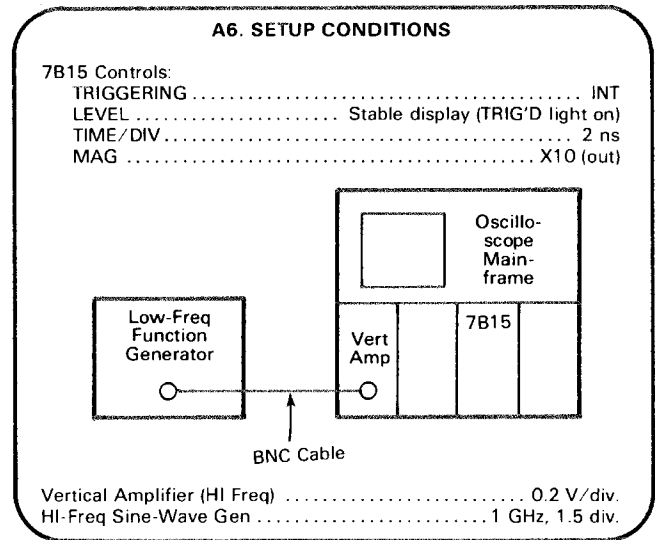 A6. SETUP CONDITIONS
7B15 Controls:
TRIGGERING ........................................ INT
LEVEL ...................... Stable display (TRIG'D light on)
TIME/DIV ........................................ 2 ns
MAG ........................................ X10 (out)
Oscillo-
scope
Main-
frame
Low-Freq
Function
Generator
Vert
Amp
7B15
BNC Cable
Vertical Amplifier (HI Freq) ........................ 0.2 V/div.
HI-Freq Sine-Wave Gen ........................ 1 GHz, 1.5 div.